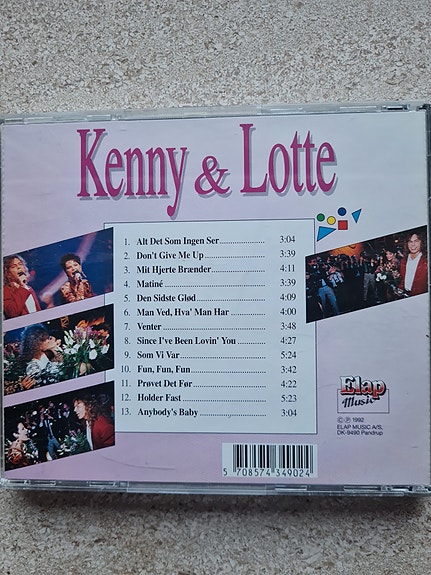 Kenny & Lotte
1. Alt Det Som Ingen Ser.................... 3:04
2. Don't Give Me Up......................... 3:39
3. Mit Hjerte Brænder....................... 4:11
4. Matiné................................... 3:39
5. Den Sidste Glød.......................... 4:09
6. Man Ved, Hva' Man Har.................... 4:00
7. Venter................................... 3:48
8. Since I've Been Lovin' You............... 4:27
9. Som Vi Var............................... 5:24
10. Fun, Fun, Fun........................... 3:42
11. Prøvet Det Før.......................... 4:22
12. Holder Fast............................. 5:23
13. Anybody's Baby.......................... 3:04
Elap
Music
© ℗ 1992
ELAP MUSIC A/S,
DK-9490 Pandrup
5 708574 349024